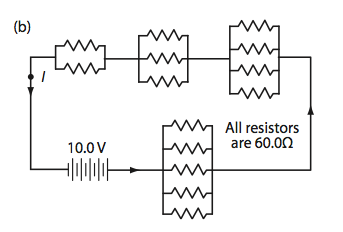 (b)
I
10.0 V
All resistors
are 60.0Ω